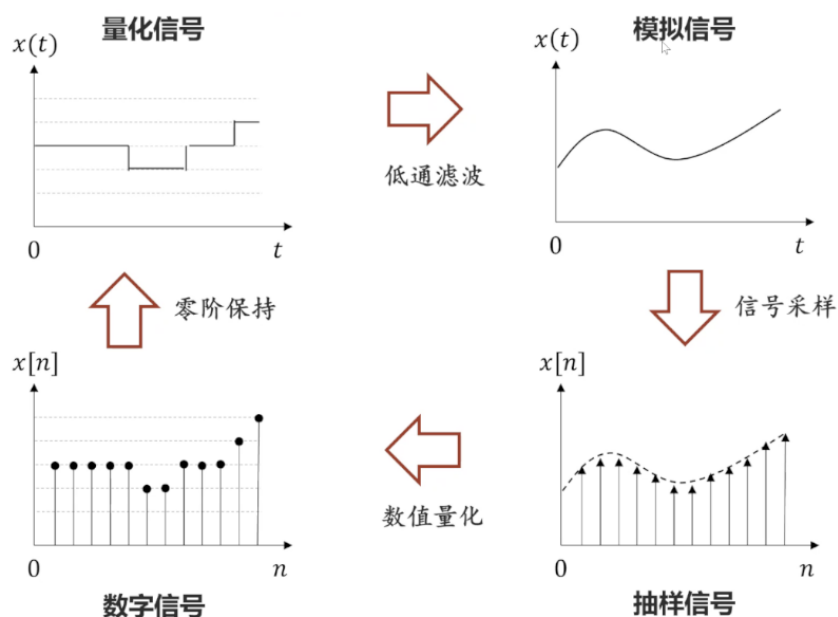 量化信号
x(t)
0
t
低通滤波
模拟信号
x(t)
0
t
零阶保持
信号采样
x[n]
0
n
数字信号
数值量化
x[n]
0
n
抽样信号